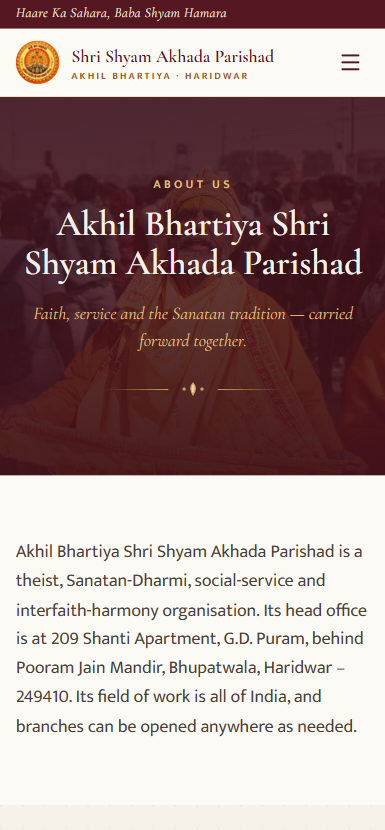 Haare Ka Sahara, Baba Shyam Hamara
Shri Shyam Akhada Parishad
AKHIL BHARTIYA · HARIDWAR
ABOUT US
Akhil Bhartiya Shri
Shyam Akhada Parishad
Faith, service and the Sanatan tradition — carried
forward together.
Akhil Bhartiya Shri Shyam Akhada Parishad is a
theist, Sanatan-Dharmi, social-service and
interfaith-harmony organisation. Its head office
is at 209 Shanti Apartment, G.D. Puram, behind
Pooram Jain Mandir, Bhupatwala, Haridwar –
249410. Its field of work is all of India, and
branches can be opened anywhere as needed.